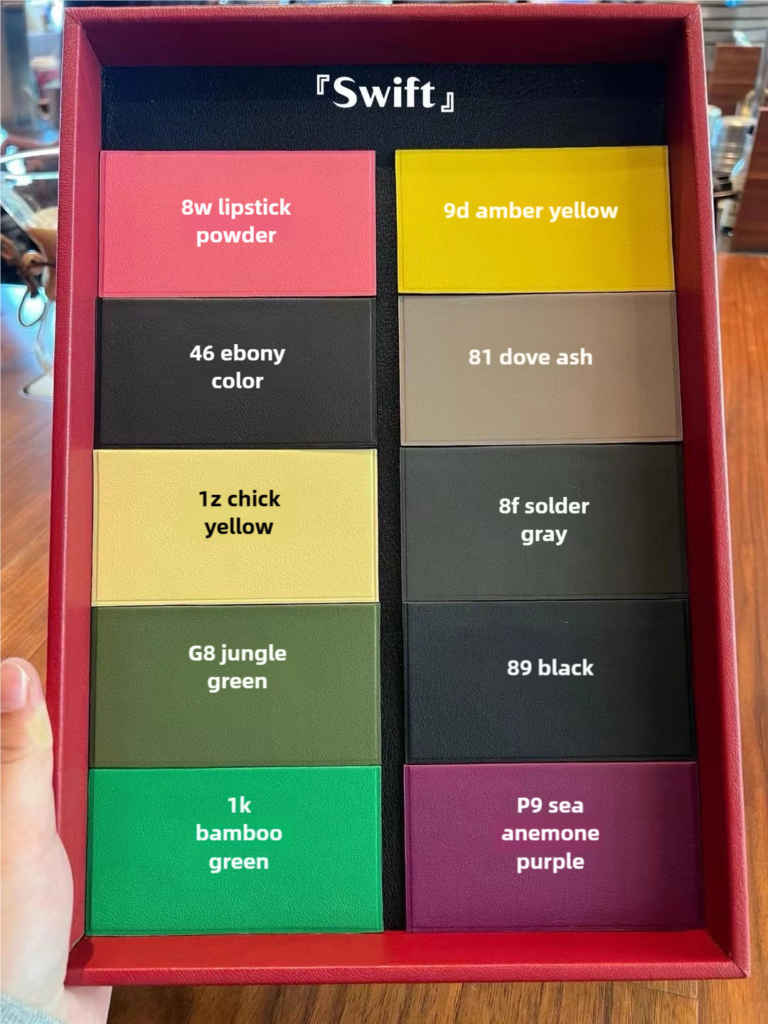 『Swift』
8w lipstick
powder
9d amber yellow
46 ebony
color
81 dove ash
1z chick
yellow
8f solder
gray
G8 jungle
green
89 black
1k
bamboo
green
P9 sea
anemone
purple